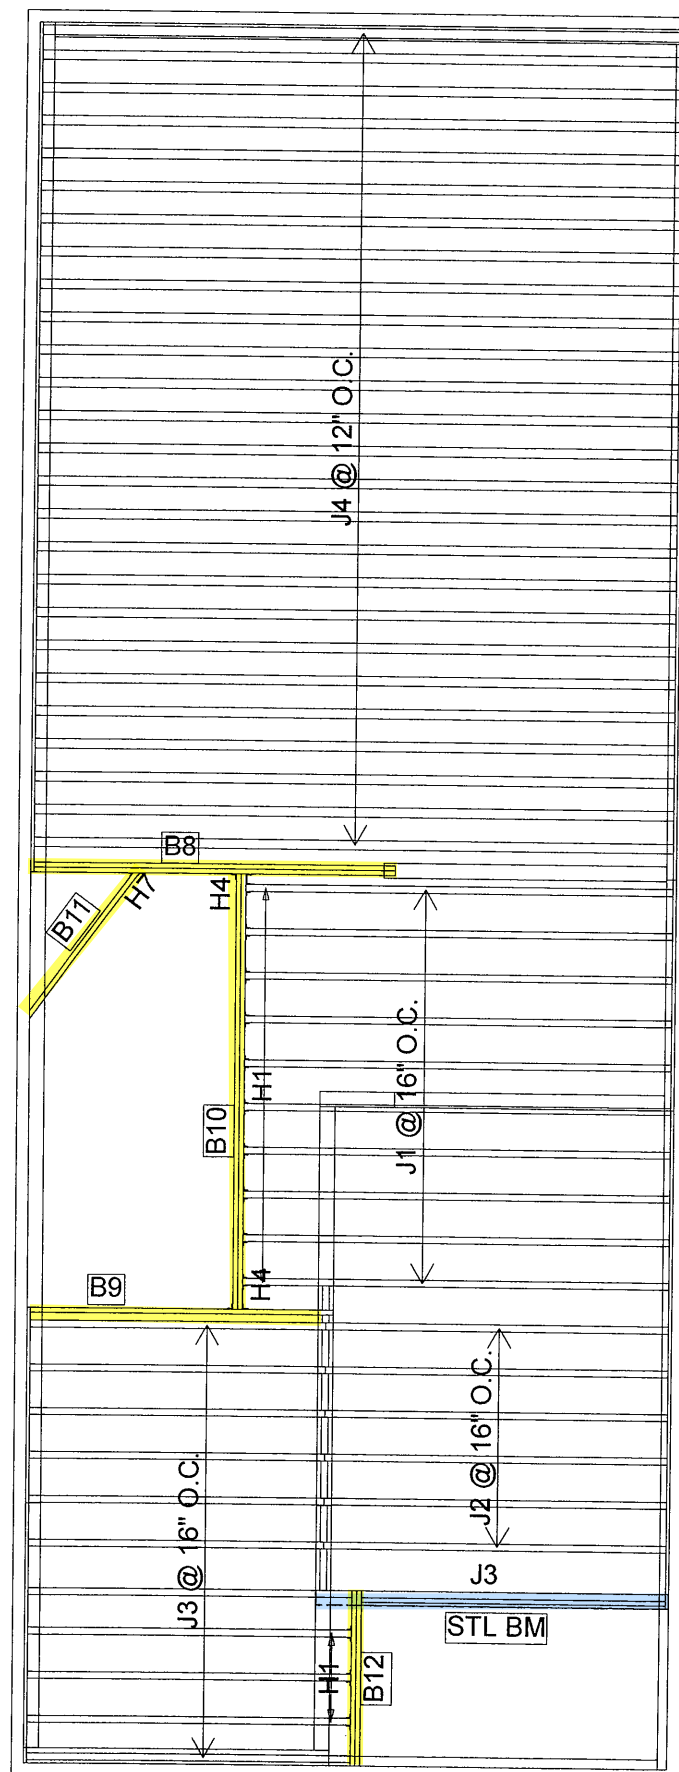 J4 @ 12" O.C.
B8
H7
H4
B11
J1 @ 16" O.C.
H1
B10
H4
B9
J2 @ 16" O.C.
J3 @ 16" O.C.
J3
STL BM
H1
B12